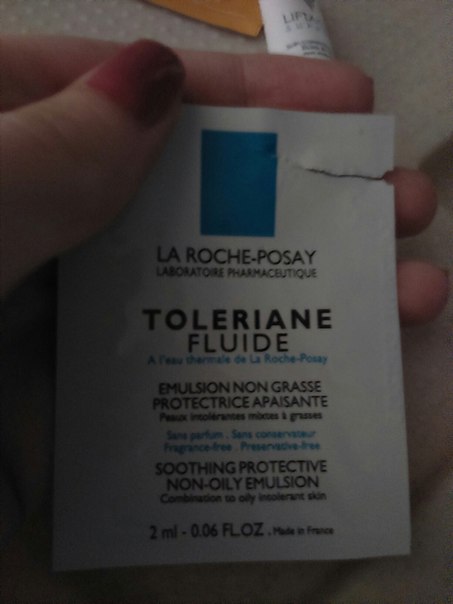 LIFTA
LA ROCHE-POSAY
LABORATOIRE PHARMACEUTIQUE
TOLERIANE
FLUIDE
A l'eau thermale de La Roche-Posay
EMULSION NON GRASSE
PROTECTRICE APAISANTE
Peaux intolérantes mixtes à grasses
Sans parfum . Sans conservateur
Fragrance-free . Preservative-free
SOOTHING PROTECTIVE
NON-OILY EMULSION
Combination to oily intolerant skin
2 ml - 0.06 FL.OZ . Made in France